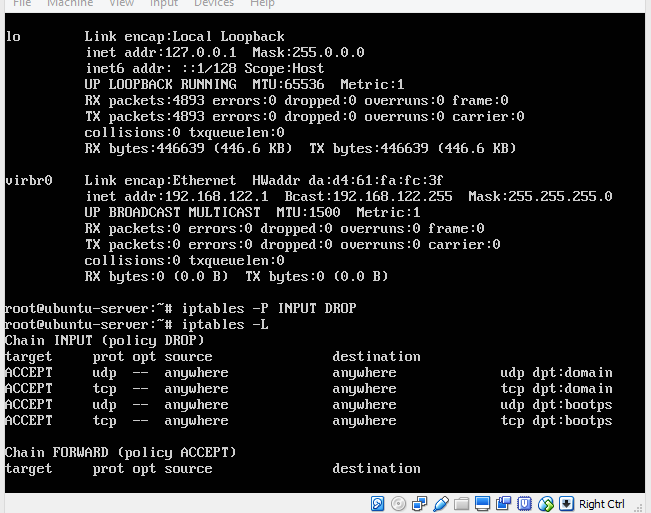 File Machine View Input Devices Help
lo Link encap:Local Loopback
inet addr:127.0.0.1 Mask:255.0.0.0
inet6 addr: ::1/128 Scope:Host
UP LOOPBACK RUNNING MTU:65536 Metric:1
RX packets:4893 errors:0 dropped:0 overruns:0 frame:0
TX packets:4893 errors:0 dropped:0 overruns:0 carrier:0
collisions:0 txqueuelen:0
RX bytes:446639 (446.6 KB) TX bytes:446639 (446.6 KB)
virbr0 Link encap:Ethernet HWaddr da:d4:61:fa:fc:3f
inet addr:192.168.122.1 Bcast:192.168.122.255 Mask:255.255.255.0
UP BROADCAST MULTICAST MTU:1500 Metric:1
RX packets:0 errors:0 dropped:0 overruns:0 frame:0
TX packets:0 errors:0 dropped:0 overruns:0 carrier:0
collisions:0 txqueuelen:0
RX bytes:0 (0.0 B) TX bytes:0 (0.0 B)
root@ubuntu-server:~# iptables -P INPUT DROP
root@ubuntu-server:~# iptables -L
Chain INPUT (policy DROP)
target prot opt source destination
ACCEPT udp -- anywhere anywhere udp dpt:domain
ACCEPT tcp -- anywhere anywhere tcp dpt:domain
ACCEPT udp -- anywhere anywhere udp dpt:bootps
ACCEPT tcp -- anywhere anywhere tcp dpt:bootps
Chain FORWARD (policy ACCEPT)
target prot opt source destination
Right Ctrl